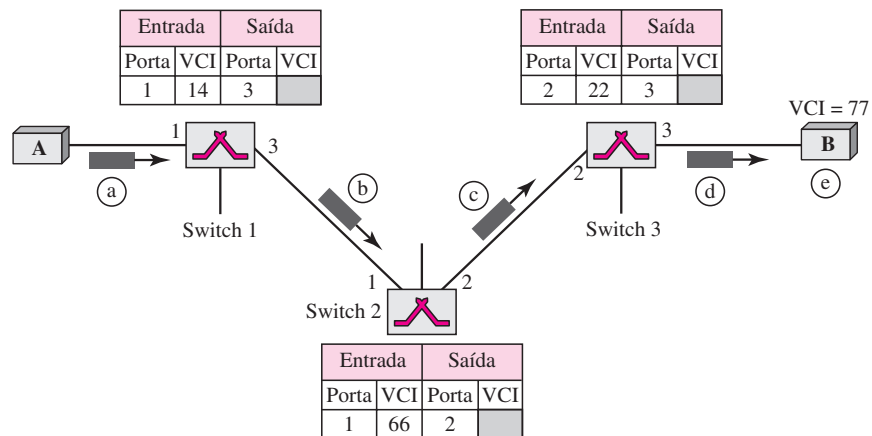 Entrada Saída
Porta VCI Porta VCI
1 14 3
Entrada Saída
Porta VCI Porta VCI
2 22 3
VCI = 77
A
1
3
a
Switch 1
b
c
2
3
Switch 3
d
B
e
1
2
Switch 2
Entrada Saída
Porta VCI Porta VCI
1 66 2